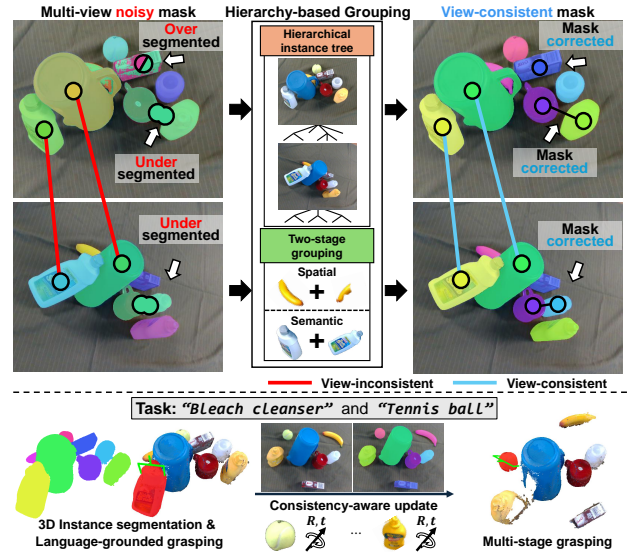 Multi-view noisy mask
Hierarchy-based Grouping
View-consistent mask
Over
segmented
Under
segmented
Under
segmented
Hierarchical
instance tree
Two-stage
grouping
Spatial
+
Semantic
+
Mask
corrected
Mask
corrected
Mask
corrected
View-inconsistent
View-consistent
Task: "Bleach cleanser" and "Tennis ball"
3D Instance segmentation &
Language-grounded grasping
Consistency-aware update
R, t
...
R, t
Multi-stage grasping